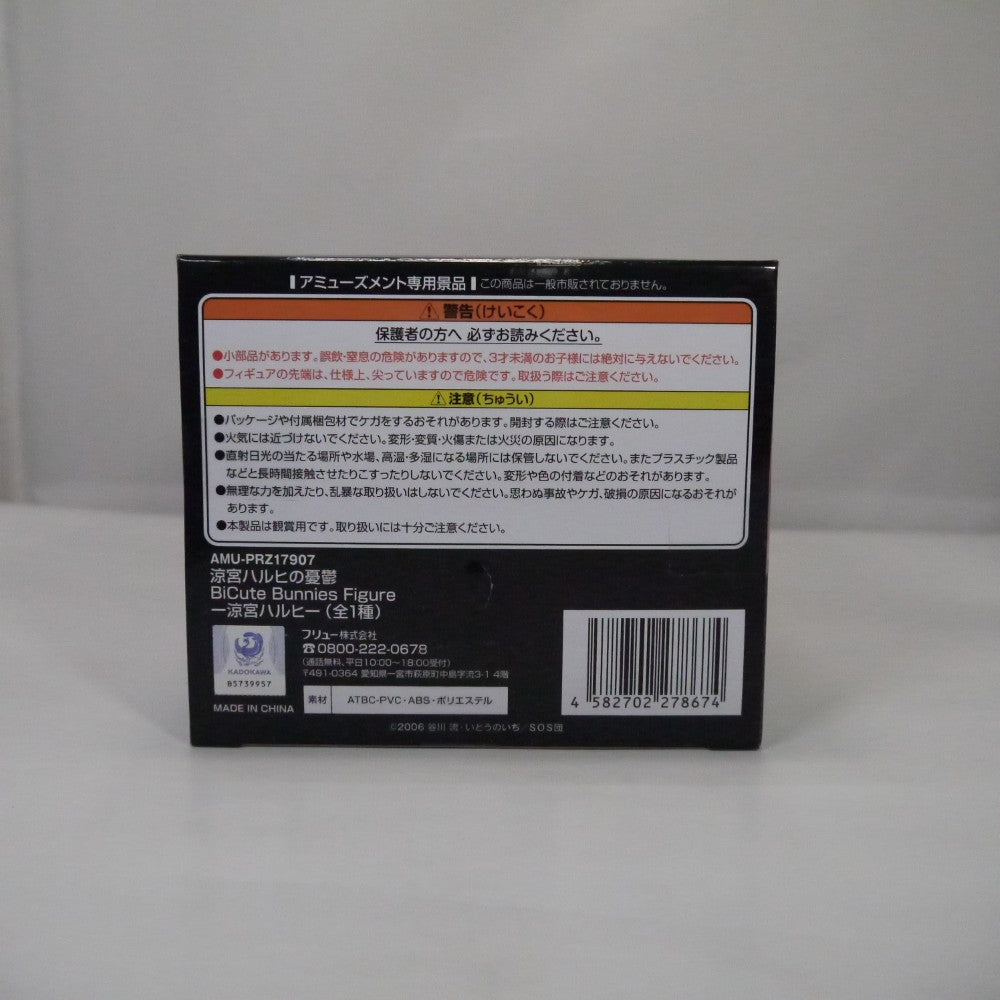 アミューズメント専用景品 この商品は一般市販されておりません。
⚠警告(けいこく)
保護者の方へ 必ずお読みください。
●小部品があります。誤飲・窒息の危険がありますので、3才未満のお子様には絶対に与えないでください。
●フィギュアの先端は、仕様上、尖っていますので危険です。取扱う際はご注意ください。
⚠注意(ちゅうい)
●パッケージや付属梱包材でケガをするおそれがあります。開封する際はご注意ください。
●火気には近づけないでください。変形・変質・火傷または火災の原因になります。
●直射日光の当たる場所や水場、高温・多湿になる場所には保管しないでください。またプラスチック製品
などと長時間接触させたりこすったりしないでください。変形や色の付着などのおそれがあります。
●無理な力を加えたり、乱暴な取り扱いはしないでください。思わぬ事故やケガ、破損の原因になるおそれが
あります。
●本製品は観賞用です。取り扱いには十分ご注意ください。
AMU-PRZ17907
涼宮ハルヒの憂鬱
BiCute Bunnies Figure
ー涼宮ハルヒー(全1種)
フリュー株式会社
☎0800-222-0678
(通話無料、平日10:00〜18:00受付)
〒491-0364 愛知県一宮市萩原町中島字流3-1 4階
KADOKAWA
B5739957
MADE IN CHINA
素材 ATBC-PVC・ABS・ポリエステル
4 582702 278674
©2006 谷川 流・いとうのいぢ/SOS団